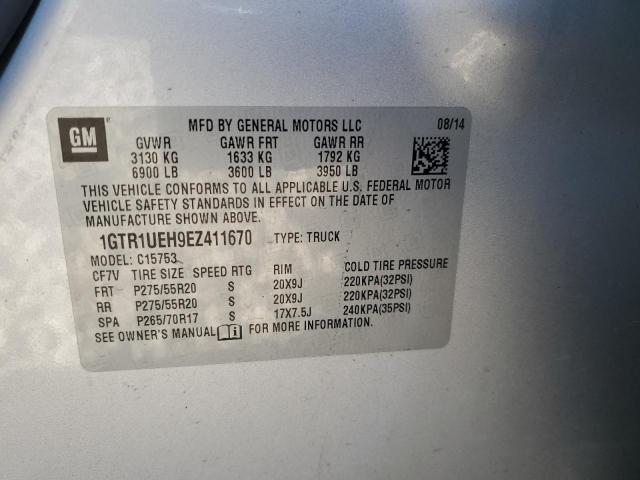 GM
MFD BY GENERAL MOTORS LLC 08/14
GVWR GAWR FRT GAWR RR
3130 KG 1633 KG 1792 KG
6900 LB 3600 LB 3950 LB
THIS VEHICLE CONFORMS TO ALL APPLICABLE U.S. FEDERAL MOTOR
VEHICLE SAFETY STANDARDS IN EFFECT ON THE DATE OF
MANUFACTURE SHOWN ABOVE.
1GTR1UEH9EZ411670 TYPE: TRUCK
MODEL: C15753
CF7V TIRE SIZE SPEED RTG RIM COLD TIRE PRESSURE
FRT P275/55R20 S 20X9J 220KPA(32PSI)
RR P275/55R20 S 20X9J 220KPA(32PSI)
SPA P265/70R17 S 17X7.5J 240KPA(35PSI)
SEE OWNER'S MANUAL FOR MORE INFORMATION.